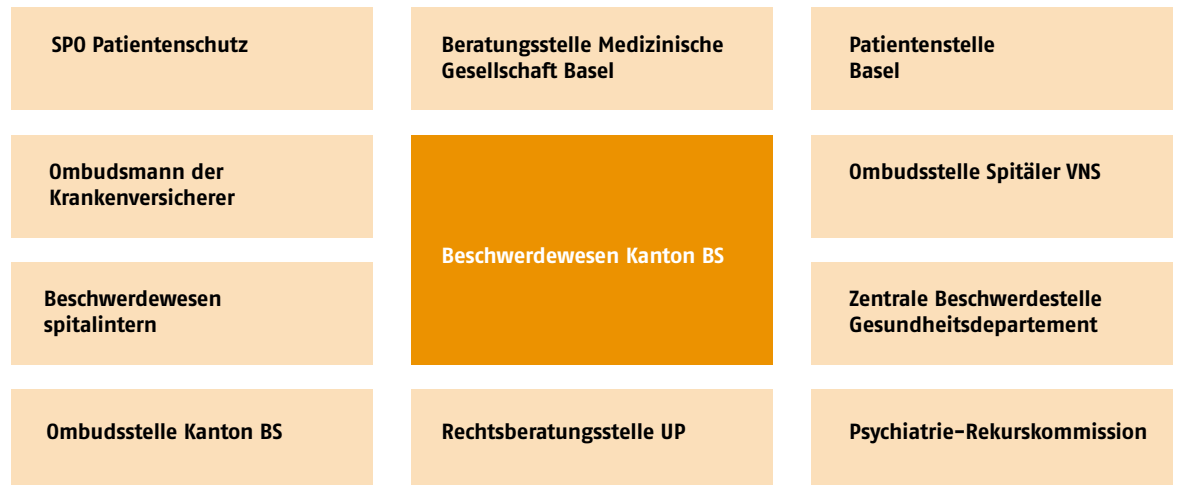 SPO Patientenschutz
Beratungsstelle Medizinische
Gesellschaft Basel
Patientenstelle
Basel
Ombudsmann der
Krankenversicherer
Beschwerdewesen Kanton BS
Ombudsstelle Spitäler VNS
Beschwerdewesen
spitalintern
Zentrale Beschwerdestelle
Gesundheitsdepartement
Ombudsstelle Kanton BS
Rechtsberatungsstelle UP
Psychiatrie-Rekurskommission